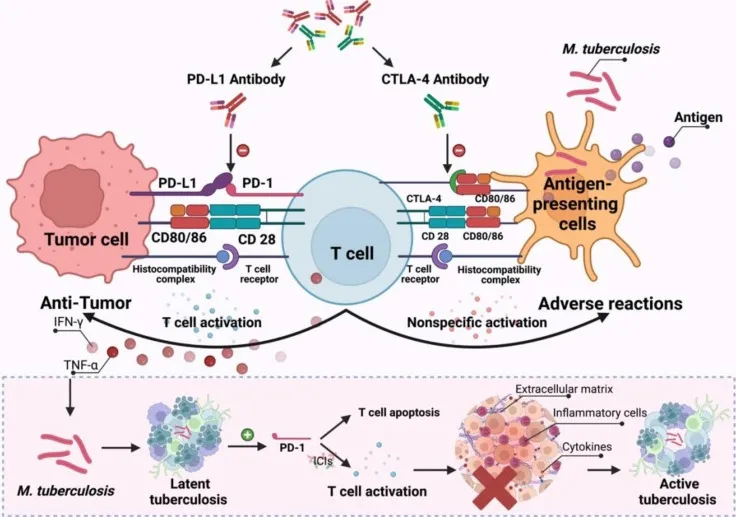 PD-L1 Antibody
CTLA-4 Antibody
M. tuberculosis
Antigen
PD-L1
PD-1
CTLA-4
CD80/86
Antigen-
presenting
cells
Tumor cell
CD80/86
CD 28
T cell
CD 28
CD80/86
Histocompatibility
complex
T cell
receptor
T cell
receptor
Histocompatibility
complex
Anti-Tumor
Adverse reactions
IFN-γ
T cell activation
Nonspecific activation
TNF-α
Extracellular matrix
T cell apoptosis
Inflammatory cells
PD-1
ICIs
Cytokines
M. tuberculosis
Latent
tuberculosis
T cell activation
Active
tuberculosis